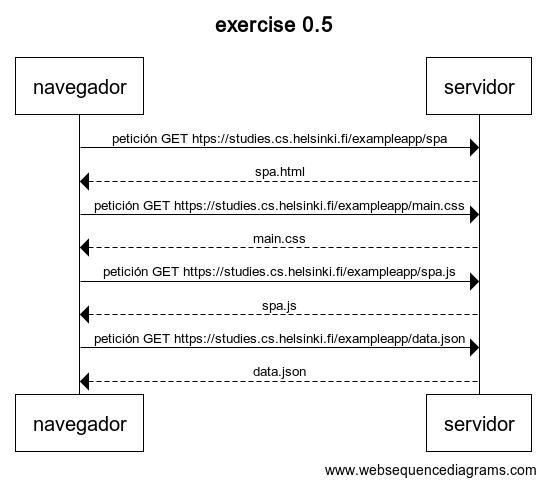 exercise 0.5
navegador servidor
petición GET htps://studies.cs.helsinki.fi/exampleapp/spa
spa.html
petición GET https://studies.cs.helsinki.fi/exampleapp/main.css
main.css
petición GET https://studies.cs.helsinki.fi/exampleapp/spa.js
spa.js
petición GET https://studies.cs.helsinki.fi/exampleapp/data.json
data.json
navegador servidor
www.websequencediagrams.com